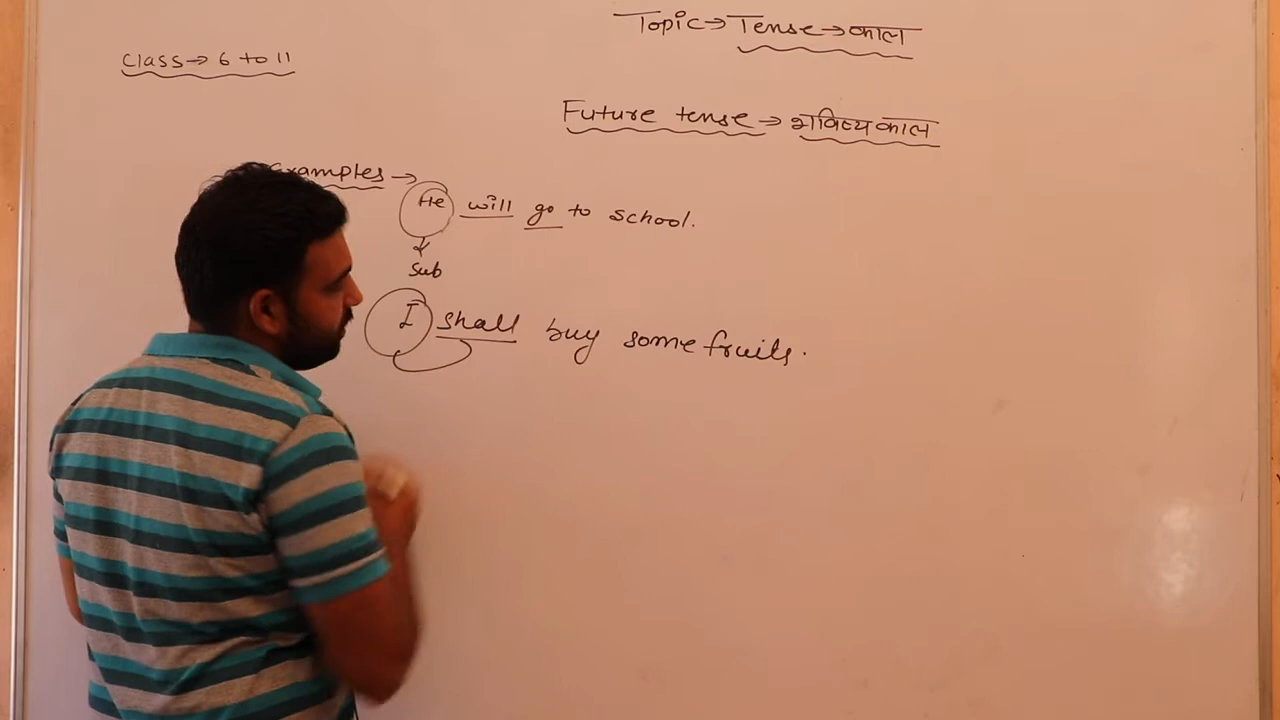 Topic→Tense→काल
Class→6 to 11
Future tense→भविष्यकाल
Examples→
He will go to school.
Sub
I shall buy some fruits.